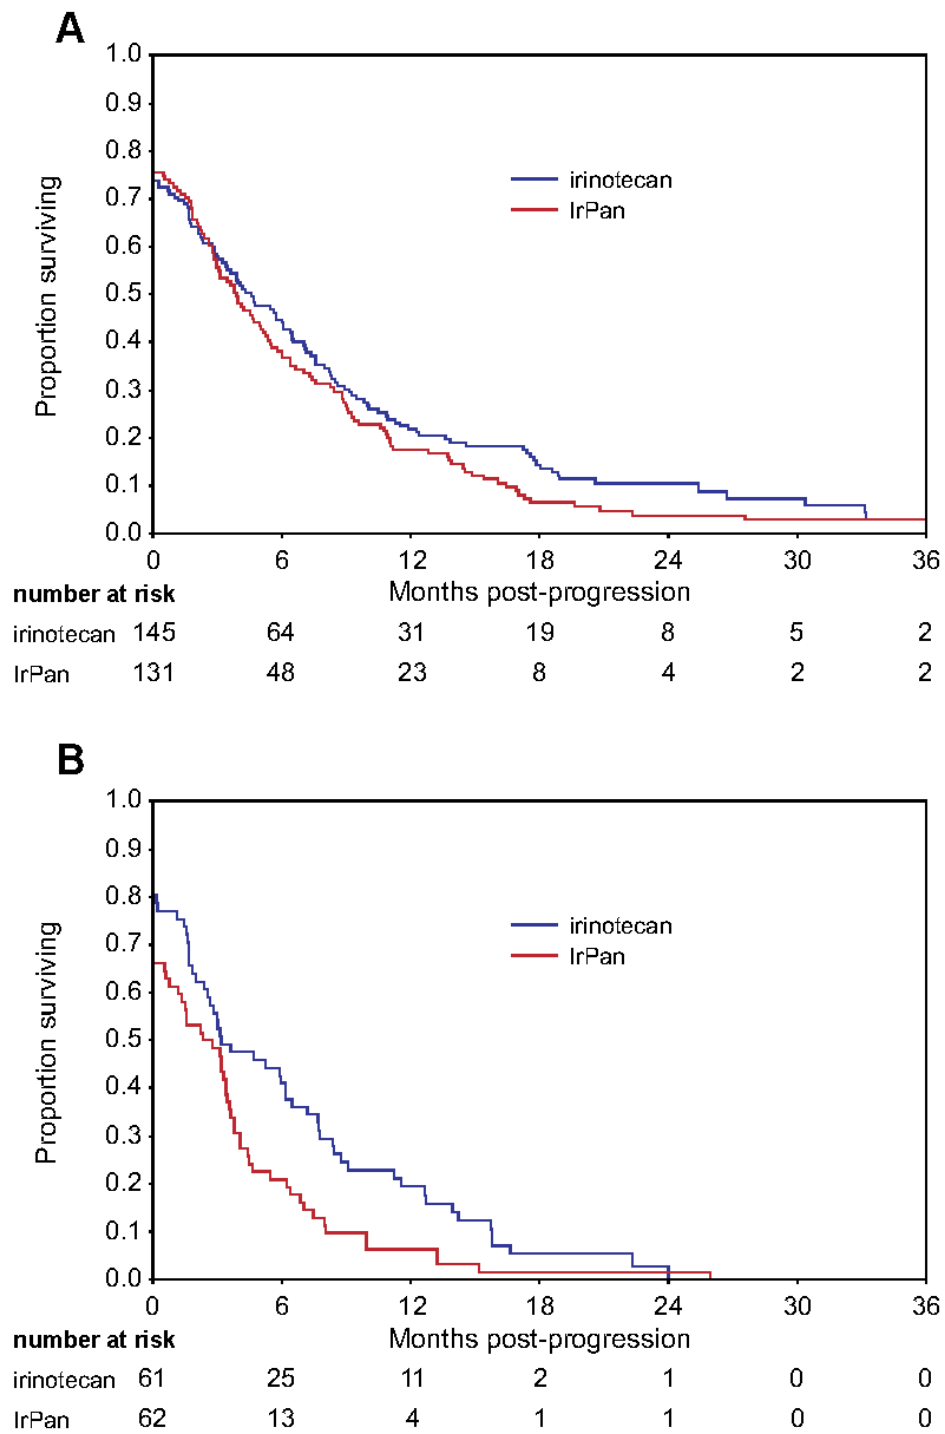 A
1.0
0.9
0.8
0.7
0.6
0.5
0.4
0.3
0.2
0.1
0.0
Proportion surviving
irinotecan
IrPan
0 6 12 18 24 30 36
Months post-progression
number at risk
irinotecan 145 64 31 19 8 5 2
IrPan 131 48 23 8 4 2 2
B
1.0
0.9
0.8
0.7
0.6
0.5
0.4
0.3
0.2
0.1
0.0
Proportion surviving
irinotecan
IrPan
0 6 12 18 24 30 36
Months post-progression
number at risk
irinotecan 61 25 11 2 1 0 0
IrPan 62 13 4 1 1 0 0